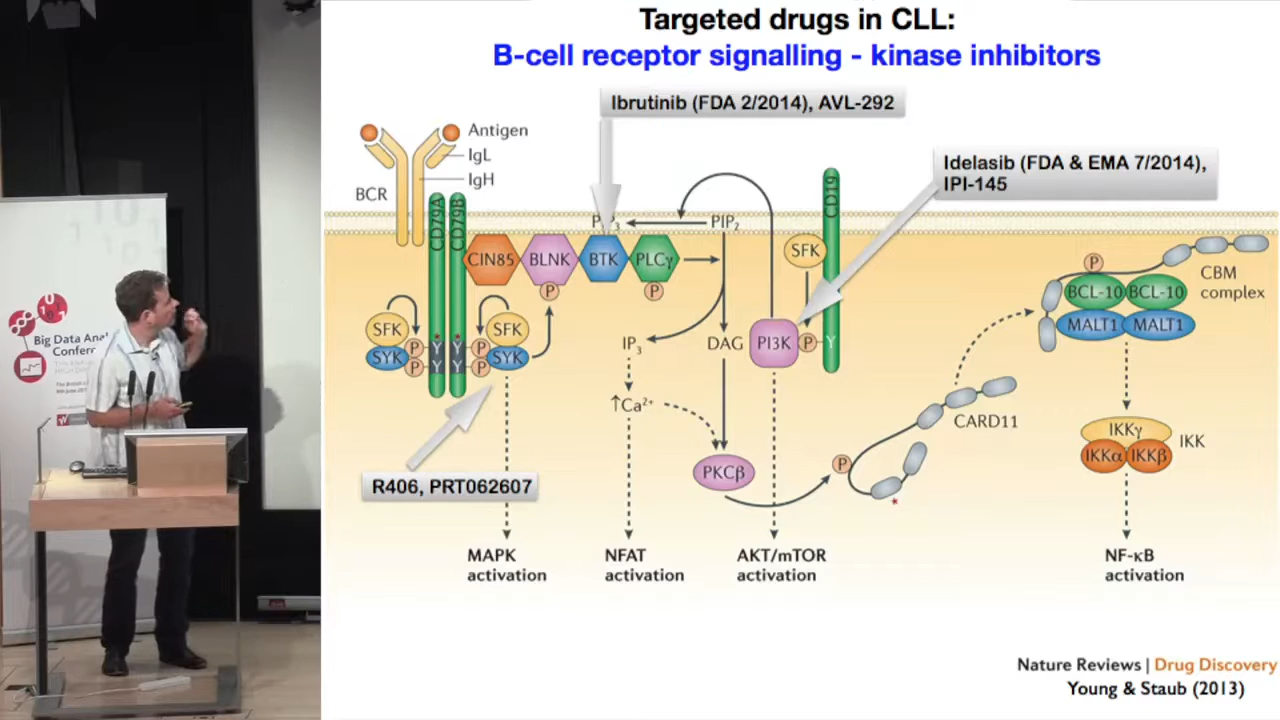 Targeted drugs in CLL:
B-cell receptor signalling - kinase inhibitors
Ibrutinib (FDA 2/2014), AVL-292
Idelasib (FDA & EMA 7/2014),
IPI-145
Antigen
IgL
IgH
BCR
CD79A
CD79B
CD19
PIP₂
CIN85
BLNK
BTK
PLCγ
SFK
P
P
P
CBM
complex
BCL-10
BCL-10
MALT1
MALT1
SFK
SYK
P
P
Y
Y
Y
Y
P
P
SFK
SYK
IP₃
DAG
PI3K
P
Y
↑Ca²⁺
CARD11
PKCβ
P
*
IKKγ
IKKα
IKKβ
IKK
R406, PRT062607
MAPK
activation
NFAT
activation
AKT/mTOR
activation
NF-κB
activation
Nature Reviews | Drug Discovery
Young & Staub (2013)
Big Data Anal
Conferen